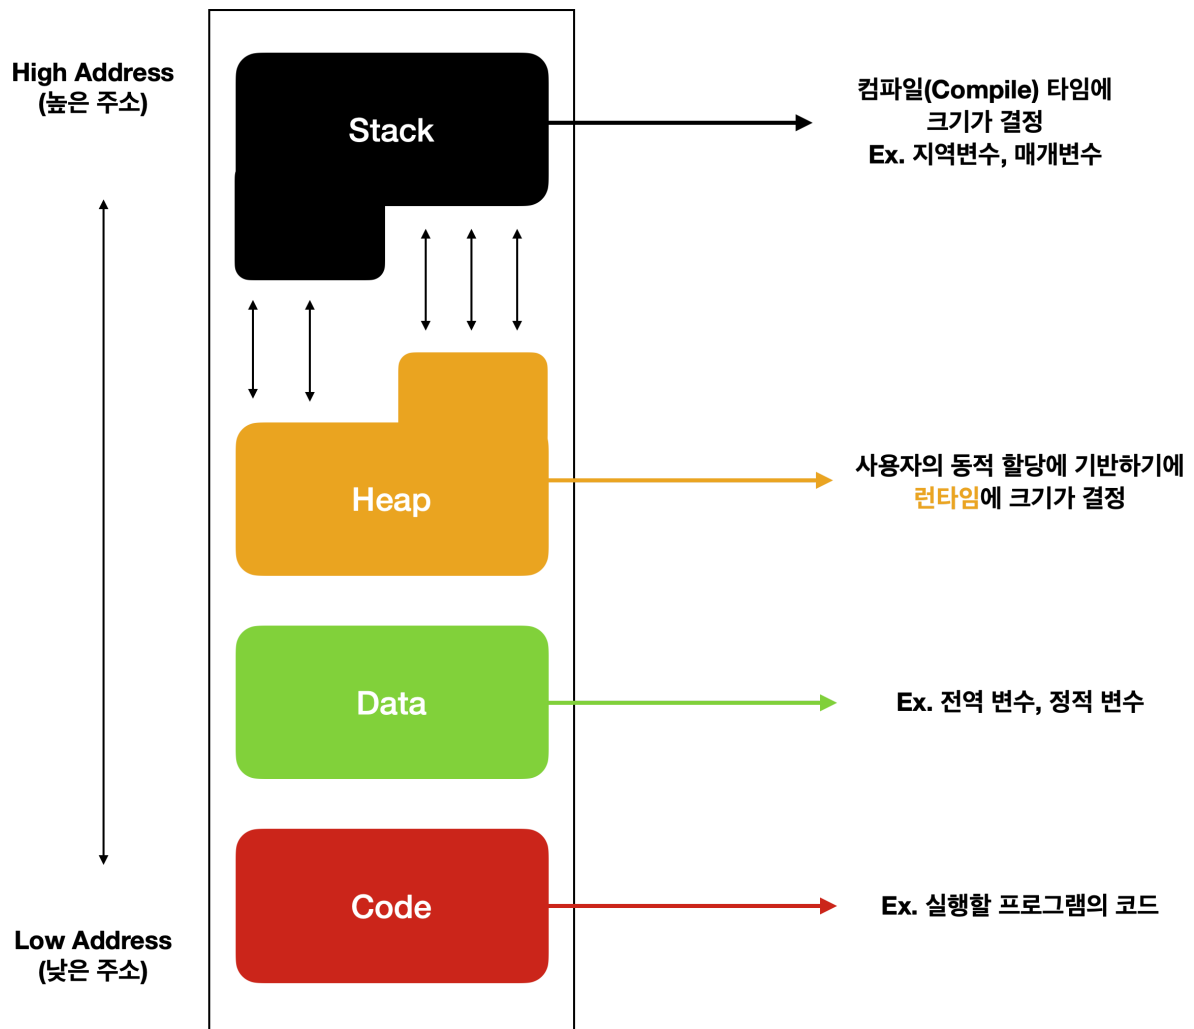 High Address
(높은 주소)
Stack
컴파일(Compile) 타임에
크기가 결정
Ex. 지역변수, 매개변수
Heap
사용자의 동적 할당에 기반하기에
런타임에 크기가 결정
Data
Ex. 전역 변수, 정적 변수
Code
Ex. 실행할 프로그램의 코드
Low Address
(낮은 주소)